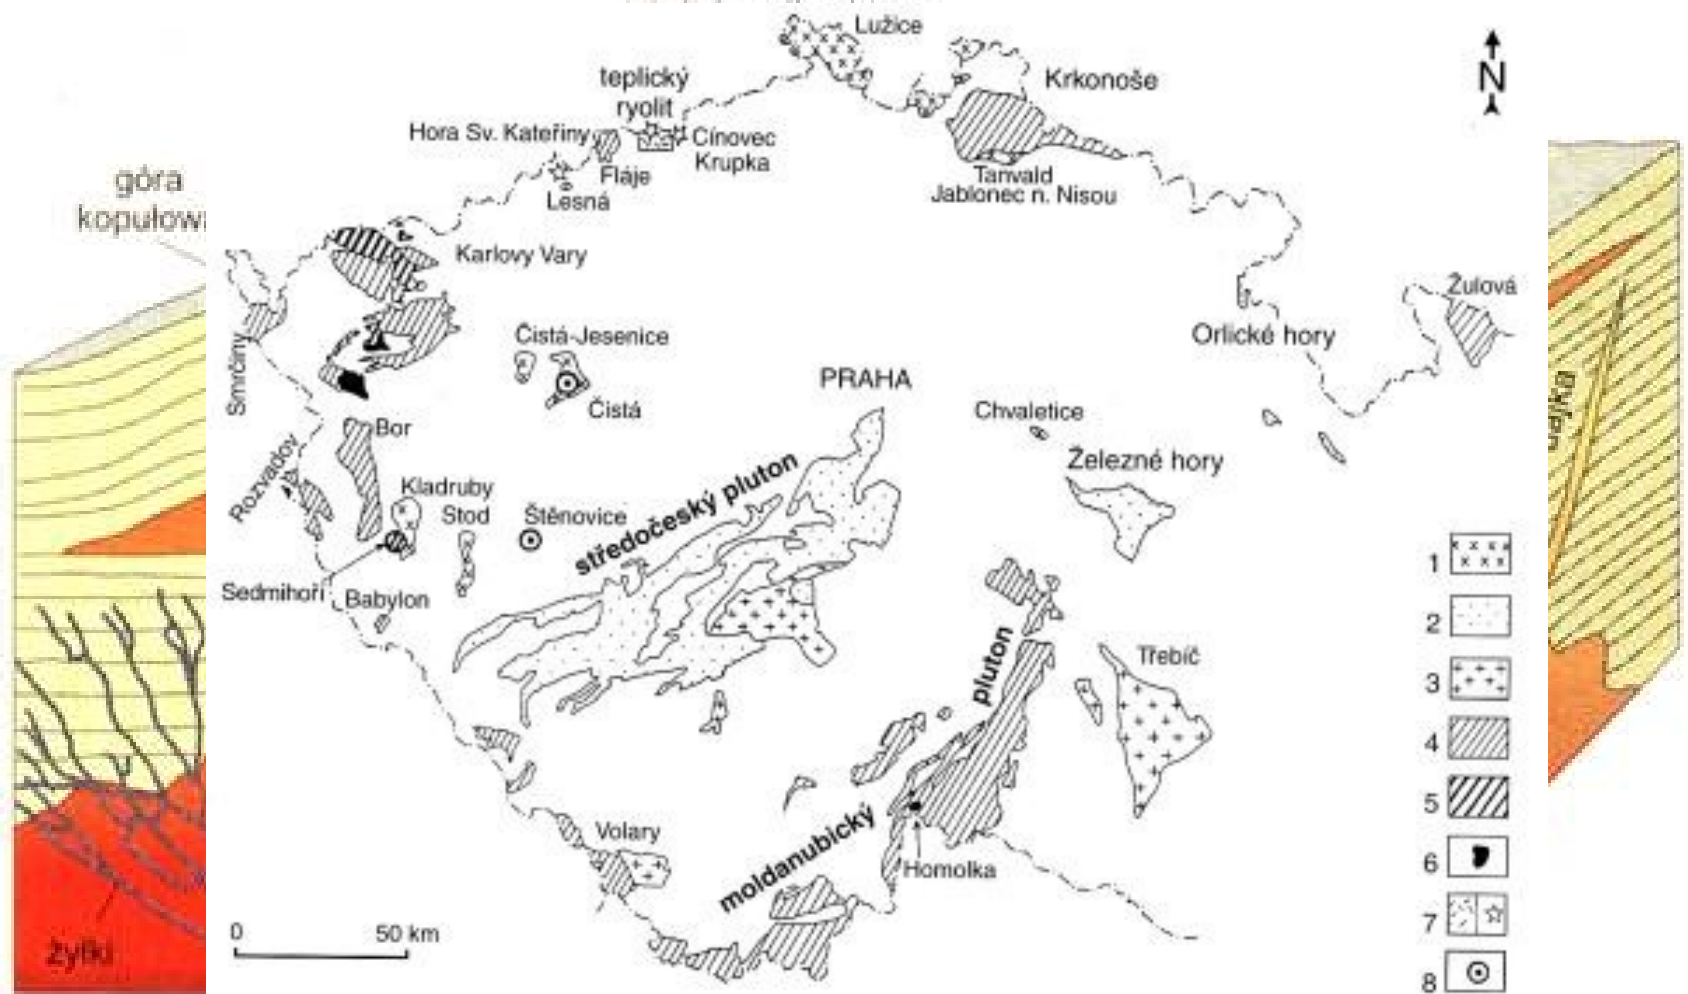 Lužice
teplický
ryolit
Krkonoše
Hora Sv. Kateřiny
Cínovec
Krupka
Fláje
Lesná
Tanvald
Jablonec n. Nisou
góra
Karlovy Vary
Žulová
Smrčiny
Čistá-Jesenice
Orlické hory
PRAHA
Čistá
Chvaletice
Bor
Rozvadov
Železné hory
Kladruby
Stod
Štěnovice
středočeský pluton
Sedmihoří
Babylon
pluton
Třebíč
moldanubický
Volary
Homolka
0
50 km
żyłki
N
1
2
3
4
5
6
7
8